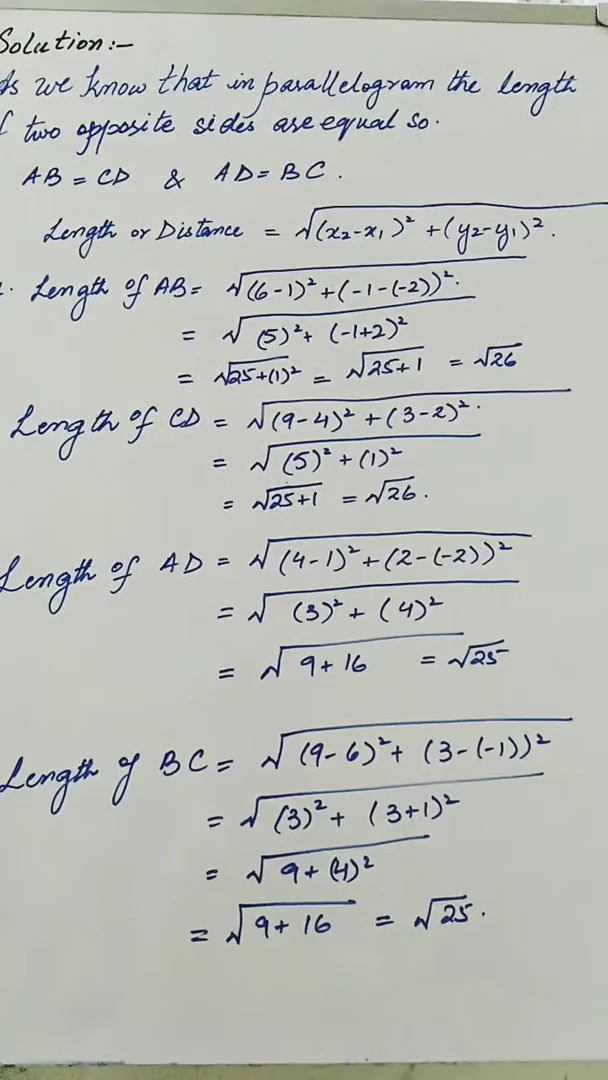 Solution:-
As we know that in parallelogram the length
of two opposite sides are equal so.
AB = CD & AD = BC.
Length or Distance = √(x₂-x₁)² + (y₂-y₁)².
Length of AB = √(6-1)² + (-1-(-2))².
= √(5)² + (-1+2)²
= √25+(1)² = √25+1 = √26
Length of CD = √(9-4)² + (3-2)².
= √(5)² + (1)²
= √25+1 = √26.
Length of AD = √(4-1)² + (2-(-2))²
= √(3)² + (4)²
= √9+16 = √25
Length of BC = √(9-6)² + (3-(-1))²
= √(3)² + (3+1)²
= √9+(4)²
= √9+16 = √25.